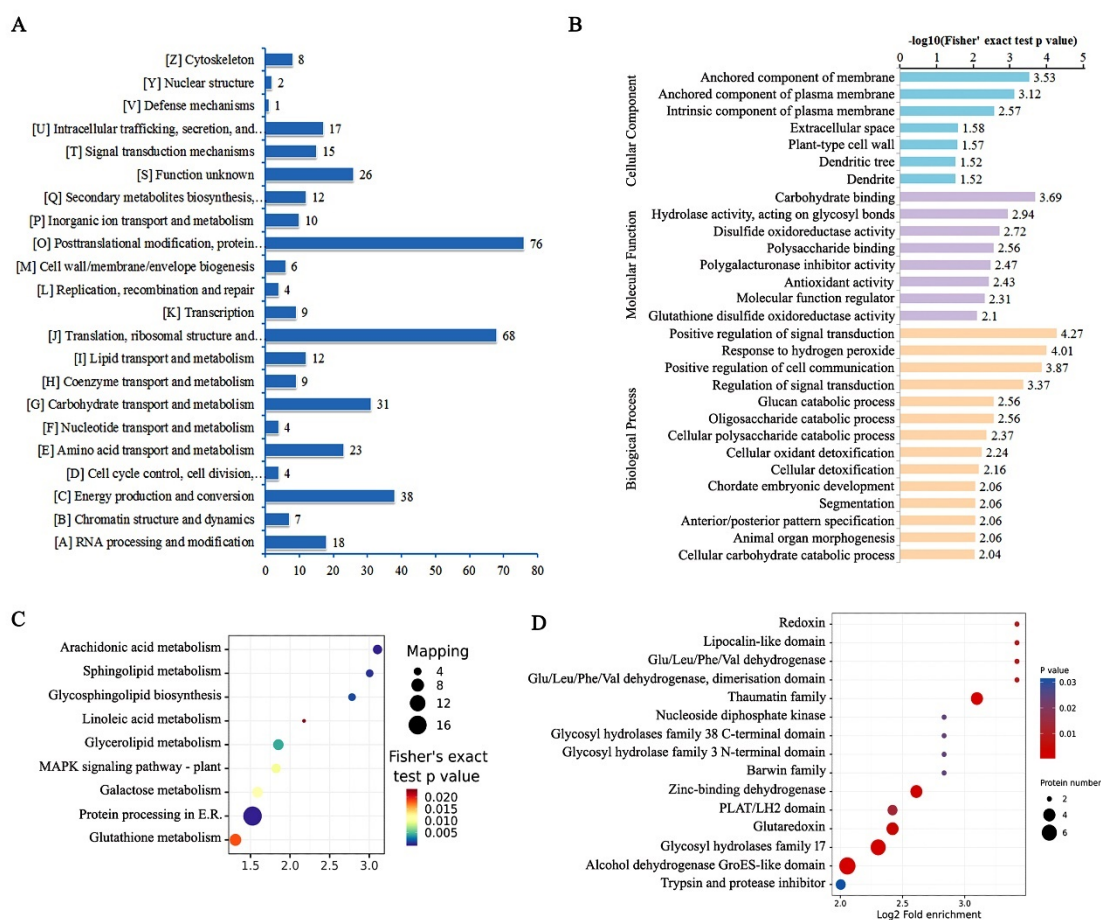 A
[Z] Cytoskeleton 8
[Y] Nuclear structure 2
[V] Defense mechanisms 1
[U] Intracellular trafficking, secretion, and.. 17
[T] Signal transduction mechanisms 15
[S] Function unknown 26
[Q] Secondary metabolites biosynthesis,.. 12
[P] Inorganic ion transport and metabolism 10
[O] Posttranslational modification, protein.. 76
[M] Cell wall/membrane/envelope biogenesis 6
[L] Replication, recombination and repair 4
[K] Transcription 9
[J] Translation, ribosomal structure and.. 68
[I] Lipid transport and metabolism 12
[H] Coenzyme transport and metabolism 9
[G] Carbohydrate transport and metabolism 31
[F] Nucleotide transport and metabolism 4
[E] Amino acid transport and metabolism 23
[D] Cell cycle control, cell division,.. 4
[C] Energy production and conversion 38
[B] Chromatin structure and dynamics 7
[A] RNA processing and modification 18
0 10 20 30 40 50 60 70 80
B
-log10(Fisher' exact test p value)
0 1 2 3 4 5
Cellular Component
Anchored component of membrane 3.53
Anchored component of plasma membrane 3.12
Intrinsic component of plasma membrane 2.57
Extracellular space 1.58
Plant-type cell wall 1.57
Dendritic tree 1.52
Dendrite 1.52
Molecular Function
Carbohydrate binding 3.69
Hydrolase activity, acting on glycosyl bonds 2.94
Disulfide oxidoreductase activity 2.72
Polysaccharide binding 2.56
Polygalacturonase inhibitor activity 2.47
Antioxidant activity 2.43
Molecular function regulator 2.31
Glutathione disulfide oxidoreductase activity 2.1
Biological Process
Positive regulation of signal transduction 4.27
Response to hydrogen peroxide 4.01
Positive regulation of cell communication 3.87
Regulation of signal transduction 3.37
Glucan catabolic process 2.56
Oligosaccharide catabolic process 2.56
Cellular polysaccharide catabolic process 2.37
Cellular oxidant detoxification 2.24
Cellular detoxification 2.16
Chordate embryonic development 2.06
Segmentation 2.06
Anterior/posterior pattern specification 2.06
Animal organ morphogenesis 2.06
Cellular carbohydrate catabolic process 2.04
C
Arachidonic acid metabolism
Sphingolipid metabolism
Glycosphingolipid biosynthesis
Linoleic acid metabolism
Glycerolipid metabolism
MAPK signaling pathway - plant
Galactose metabolism
Protein processing in E.R.
Glutathione metabolism
1.5 2.0 2.5 3.0
Mapping
4
8
12
16
Fisher's exact
test p value
0.020
0.015
0.010
0.005
D
Redoxin
Lipocalin-like domain
Glu/Leu/Phe/Val dehydrogenase
Glu/Leu/Phe/Val dehydrogenase, dimerisation domain
Thaumatin family
Nucleoside diphosphate kinase
Glycosyl hydrolases family 38 C-terminal domain
Glycosyl hydrolase family 3 N-terminal domain
Barwin family
Zinc-binding dehydrogenase
PLAT/LH2 domain
Glutaredoxin
Glycosyl hydrolases family 17
Alcohol dehydrogenase GroES-like domain
Trypsin and protease inhibitor
2.0 2.5 3.0
Log2 Fold enrichment
P value
0.03
0.02
0.01
Protein number
2
4
6